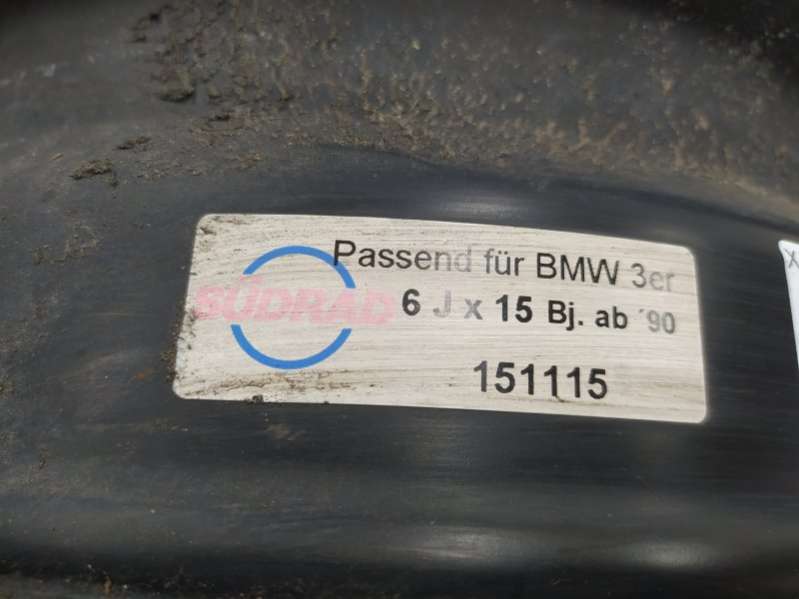 Passend für BMW 3er
SÜDRAD
6 J x 15 Bj. ab ´90
151115
X